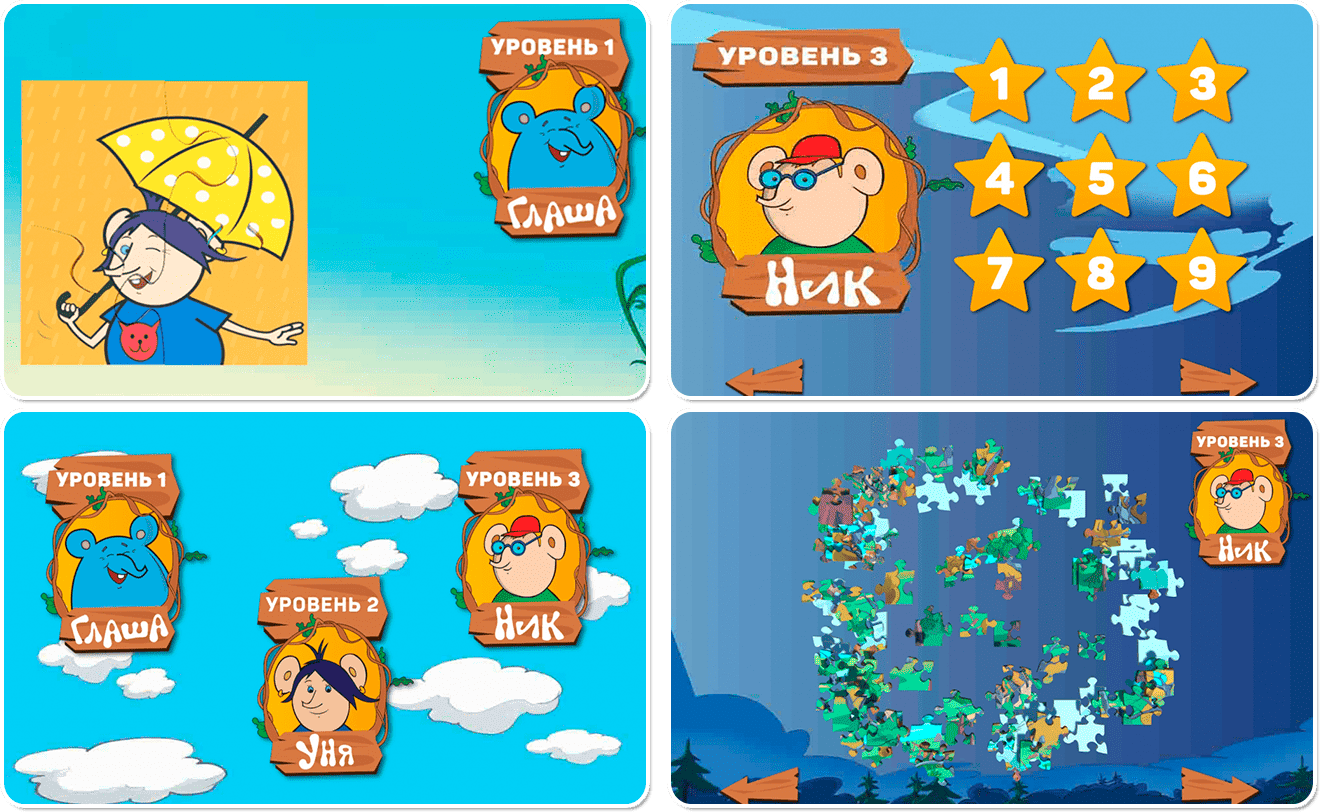 УРОВЕНЬ 1
ГЛАША
УРОВЕНЬ 3
НИК
1 2 3
4 5 6
7 8 9
УРОВЕНЬ 1
ГЛАША
УРОВЕНЬ 2
УНЯ
УРОВЕНЬ 3
НИК
УРОВЕНЬ 3
НИК